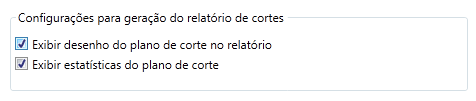 Configurações para geração do relatório de cortes
Exibir desenho do plano de corte no relatório
Exibir estatísticas do plano de corte